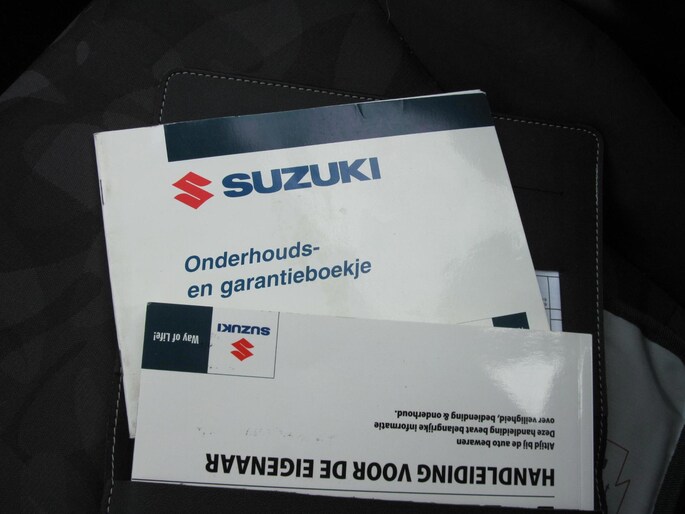 SUZUKI
Onderhouds-
en garantieboekje
Way of Life!
SUZUKI
HANDLEIDING VOOR DE EIGENAAR
Altijd bij de auto bewaren
Deze handleiding bevat belangrijke informatie
over veiligheid, bediending & onderhoud.